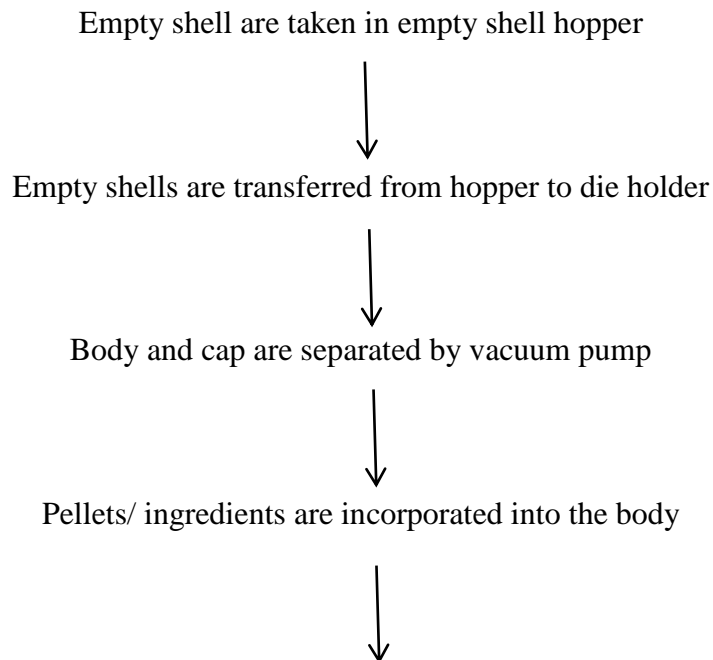 Empty shell are taken in empty shell hopper
Empty shells are transferred from hopper to die holder
Body and cap are separated by vacuum pump
Pellets/ ingredients are incorporated into the body